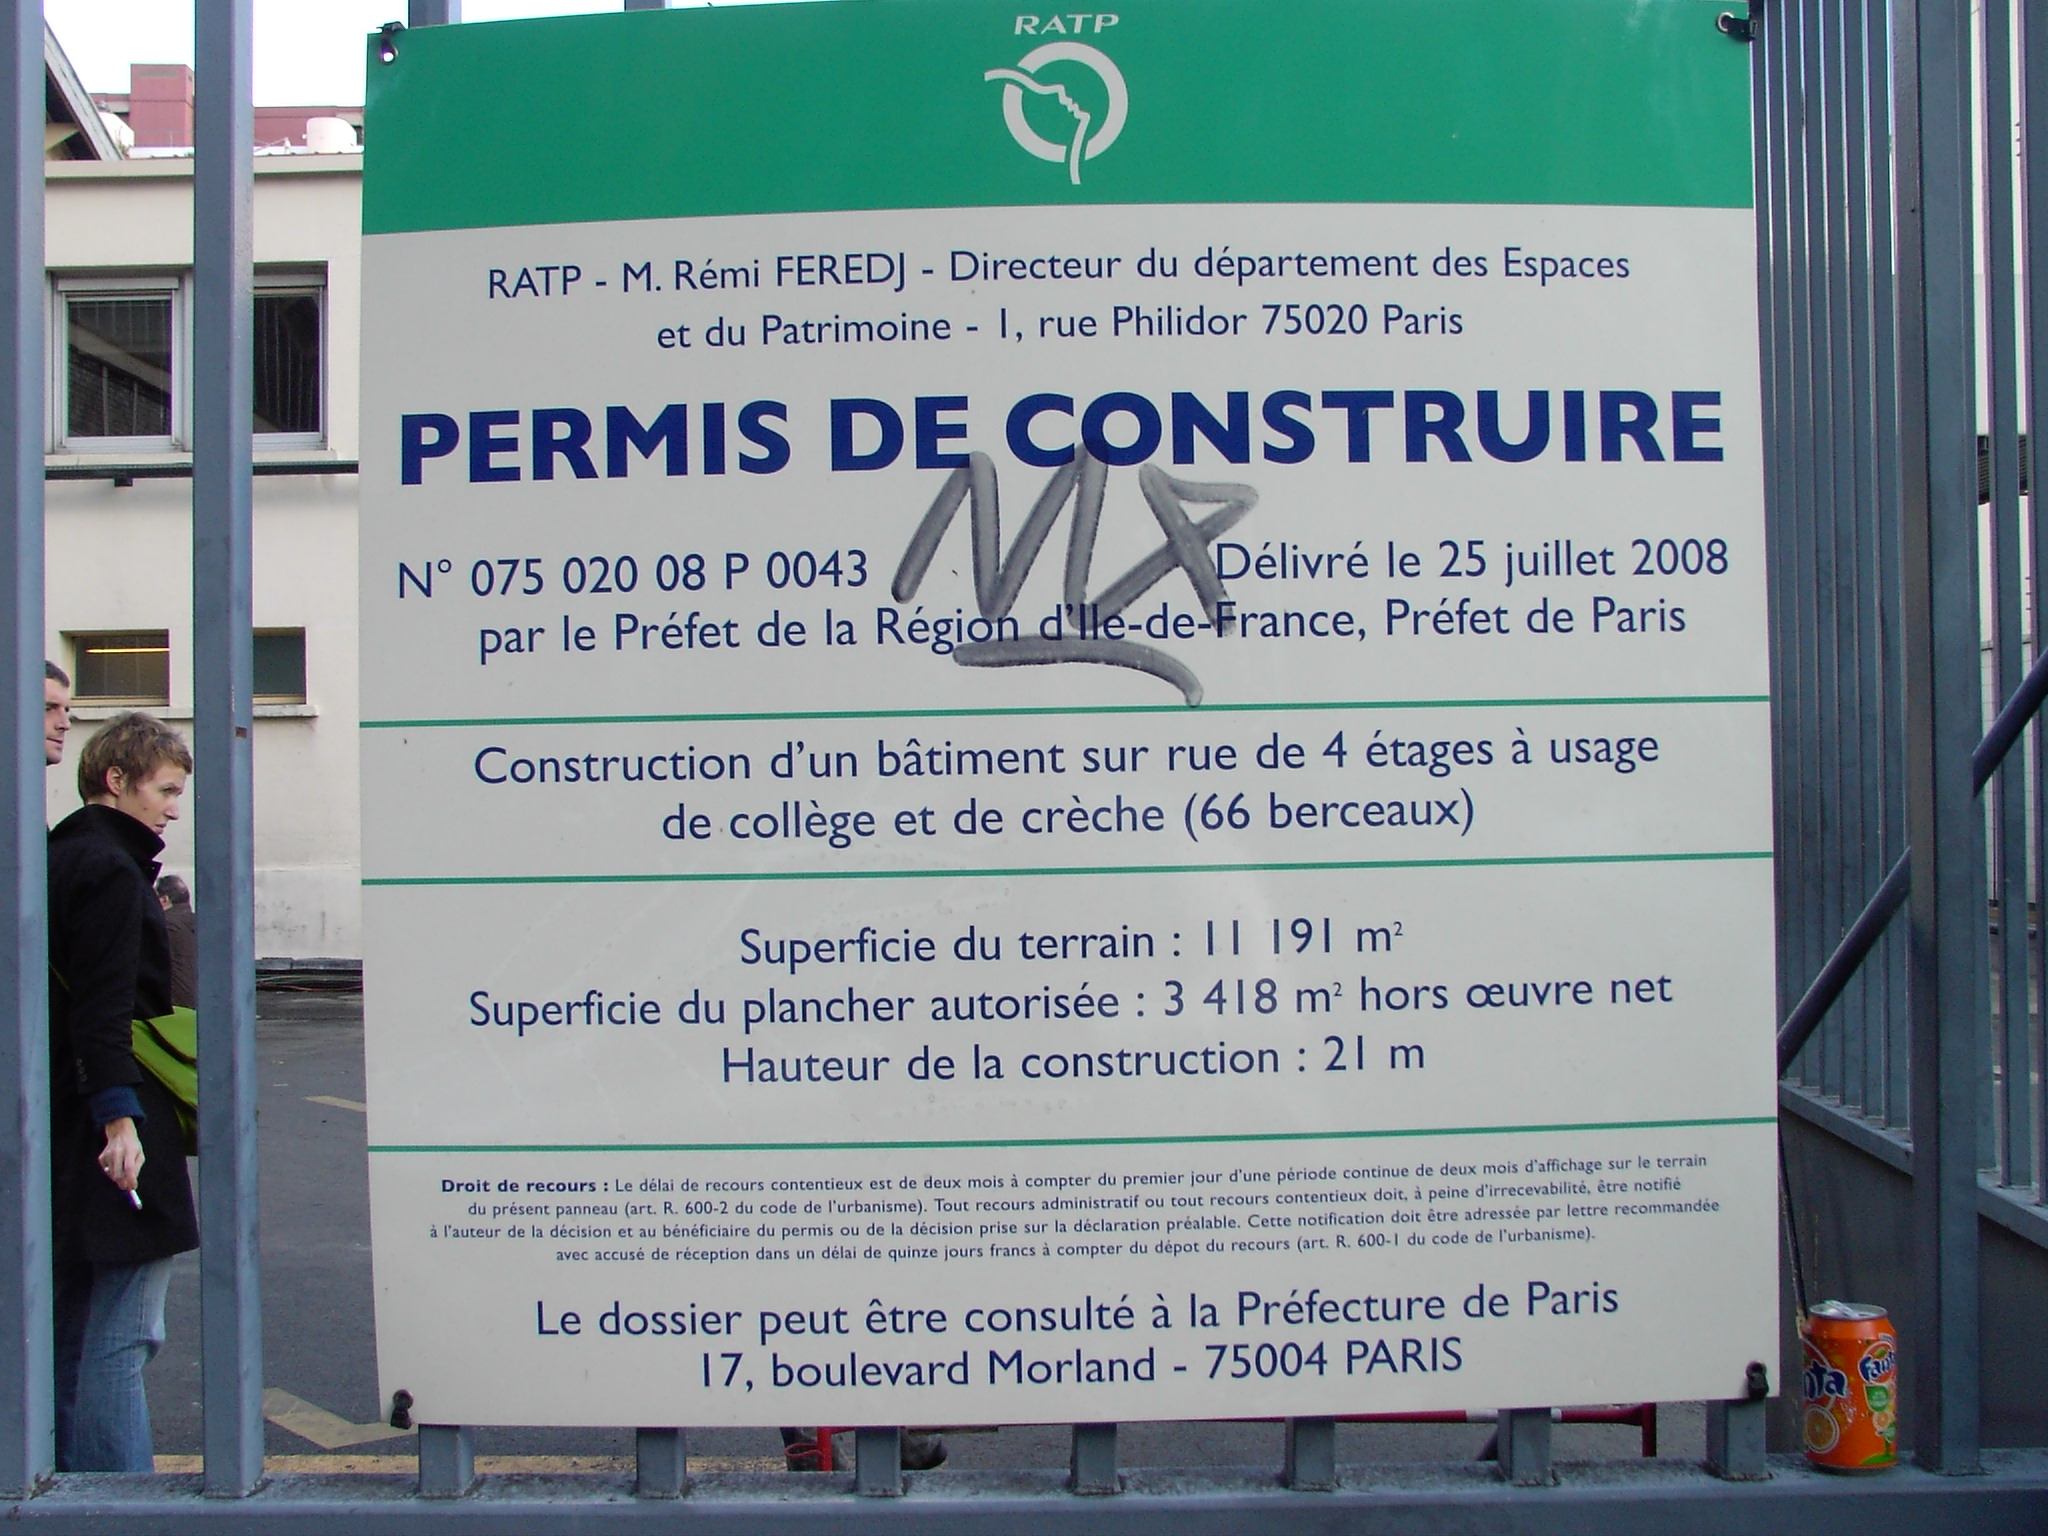 RATP
RATP - M. Rémi FEREDJ - Directeur du département des Espaces
et du Patrimoine - 1, rue Philidor 75020 Paris
PERMIS DE CONSTRUIRE
N° 075 020 08 P 0043 Délivré le 25 juillet 2008
par le Préfet de la Région d'Ile-de-France, Préfet de Paris
Construction d'un bâtiment sur rue de 4 étages à usage
de collège et de crèche (66 berceaux)
Superficie du terrain : 11 191 m²
Superficie du plancher autorisée : 3 418 m² hors œuvre net
Hauteur de la construction : 21 m
Droit de recours : Le délai de recours contentieux est de deux mois à compter du premier jour d'une période continue de deux mois d'affichage sur le terrain
du présent panneau (art. R. 600-2 du code de l'urbanisme). Tout recours administratif ou tout recours contentieux doit, à peine d'irrecevabilité, être notifié
à l'auteur de la décision et au bénéficiaire du permis ou de la décision prise sur la déclaration préalable. Cette notification doit être adressée par lettre recommandée
avec accusé de réception dans un délai de quinze jours francs à compter du dépot du recours (art. R. 600-1 du code de l'urbanisme).
Le dossier peut être consulté à la Préfecture de Paris
17, boulevard Morland - 75004 PARIS
Fanta